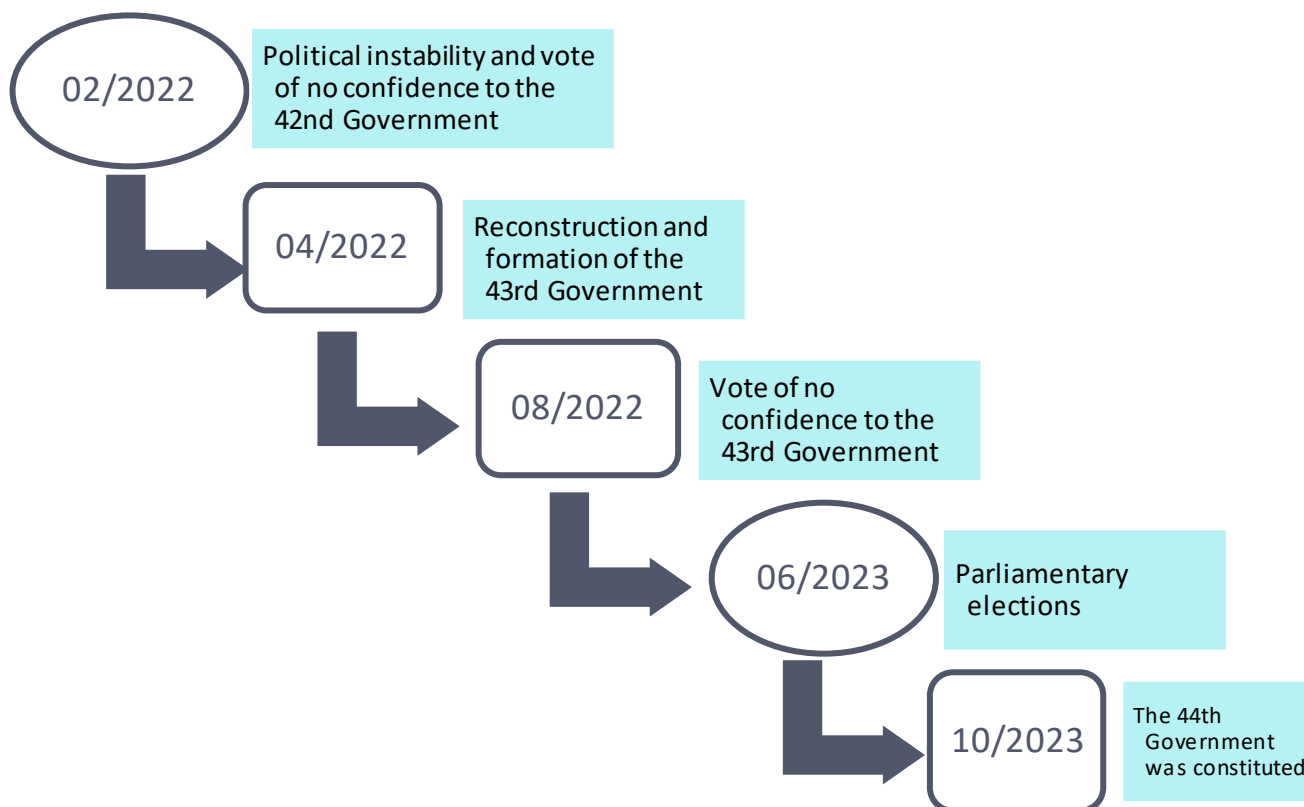 02/2022
Political instability and vote
of no confidence to the
42nd Government
04/2022
Reconstruction and
formation of the
43rd Government
08/2022
Vote of no
confidence to the
43rd Government
06/2023
Parliamentary
elections
10/2023
The 44th
Government
was constituted